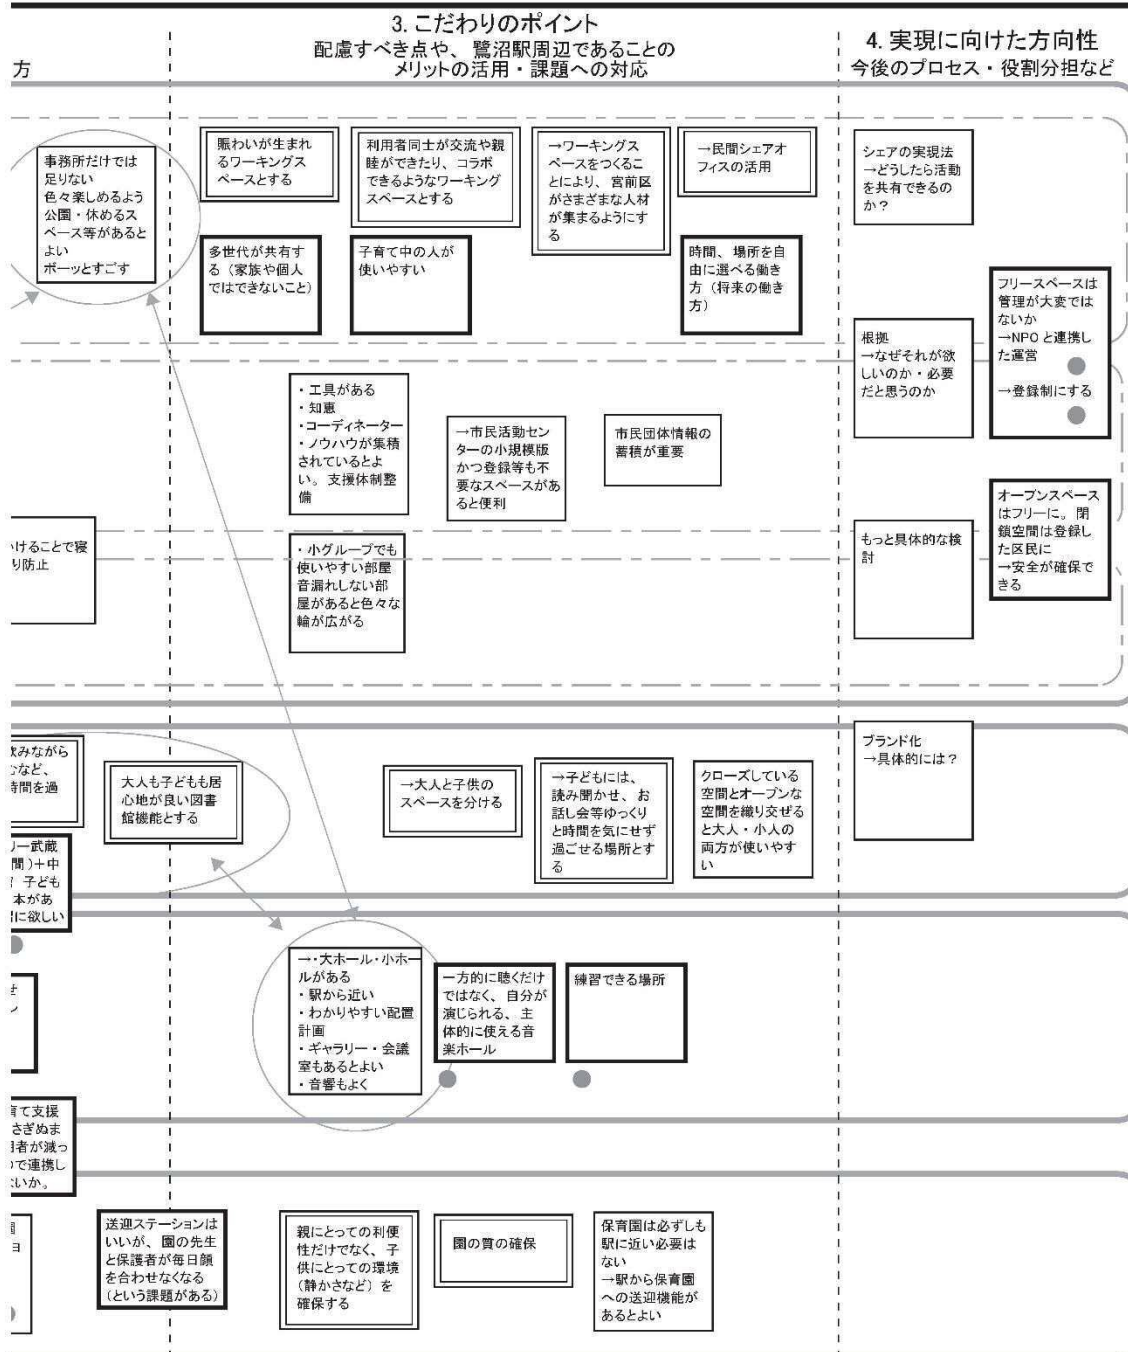 3. こだわりのポイント
配慮すべき点や、鷺沼駅周辺であることの
メリットの活用・課題への対応
4. 実現に向けた方向性
今後のプロセス・役割分担など
方
事務所だけでは
足りない
色々楽しめるよう
公園・休めるス
ペース等があると
よい
ボーッとすごす
賑わいが生まれ
るワーキングス
ペースとする
利用者同士が交流や親
睦ができたり、コラボ
できるようなワーキング
スペースとする
→ワーキングス
ペースをつくるこ
とにより、宮前区
がさまざまな人材
が集まるようにす
る
→民間シェアオ
フィスの活用
シェアの実現法
→どうしたら活動
を共有できるの
か？
多世代が共有す
る（家族や個人
ではできないこと）
子育て中の人が
使いやすい
時間、場所を自
由に選べる働き
方（将来の働き
方）
フリースペースは
管理が大変では
ないか
→NPOと連携し
た運営
→登録制にする
根拠
→なぜそれが欲
しいのか・必要
だと思うのか
・工具がある
・知恵
・コーディネーター
・ノウハウが集積
されているとよ
い。支援体制整
備
→市民活動セン
ターの小規模版
かつ登録等も不
要なスペースがあ
ると便利
市民団体情報の
蓄積が重要
オープンスペース
はフリーに。閉
鎖空間は登録し
た区民に
→安全が確保で
きる
いけることで寝
り防止
・小グループでも
使いやすい部屋
音漏れしない部
屋があると色々な
輪が広がる
もっと具体的な検
討
飲みながら
むなど、
時間を過
大人も子どもも居
心地が良い図書
館機能とする
→大人と子供の
スペースを分ける
→子どもには、
読み聞かせ、お
話し会等ゆっくり
と時間を気にせず
過ごせる場所とす
る
クローズしている
空間とオープンな
空間を織り交ぜる
と大人・小人の
両方が使いやす
い
ブランド化
→具体的には？
リー武蔵
間）＋中
子ども
本があ
に欲しい
→・大ホール・小ホー
ルがある
・駅から近い
・わかりやすい配置
計画
・ギャラリー・会議
室もあるとよい
・音響もよく
一方的に聴くだけ
ではなく、自分が
演じられる、主
体的に使える音
楽ホール
練習できる場所
せ
し
育て支援
さぎぬま
用者が減っ
ので連携し
ないか。
園
日
送迎ステーションは
いいが、園の先生
と保護者が毎日顔
を合わせなくなる
（という課題がある）
親にとっての利便
性だけでなく、子
供にとっての環境
（静かさなど）を
確保する
園の質の確保
保育園は必ずしも
駅に近い必要は
ない
→駅から保育園
への送迎機能が
あるとよい